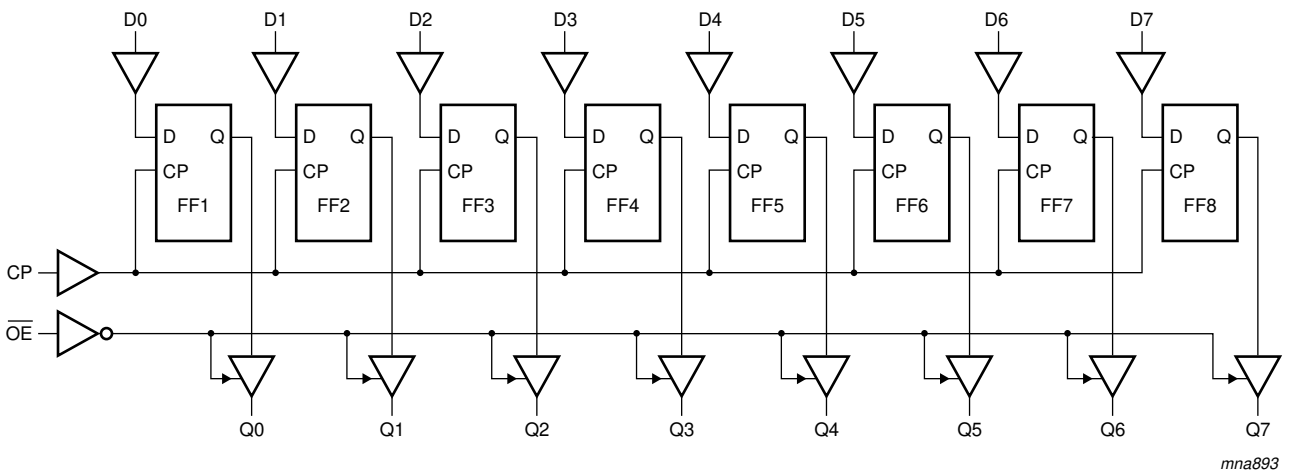 D0 D1 D2 D3 D4 D5 D6 D7
D Q D Q D Q D Q D Q D Q D Q D Q
CP CP CP CP CP CP CP CP
FF1 FF2 FF3 FF4 FF5 FF6 FF7 FF8
CP
O̅E̅
Q0 Q1 Q2 Q3 Q4 Q5 Q6 Q7
mna893